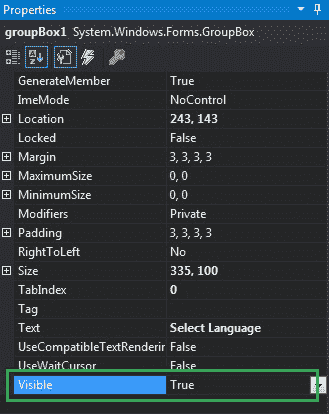 Properties
groupBox1 System.Windows.Forms.GroupBox
GenerateMember True
ImeMode NoControl
Location 243, 143
Locked False
Margin 3, 3, 3, 3
MaximumSize 0, 0
MinimumSize 0, 0
Modifiers Private
Padding 3, 3, 3, 3
RightToLeft No
Size 335, 100
TabIndex 0
Tag
Text Select Language
UseCompatibleTextRendering False
UseWaitCursor False
Visible True